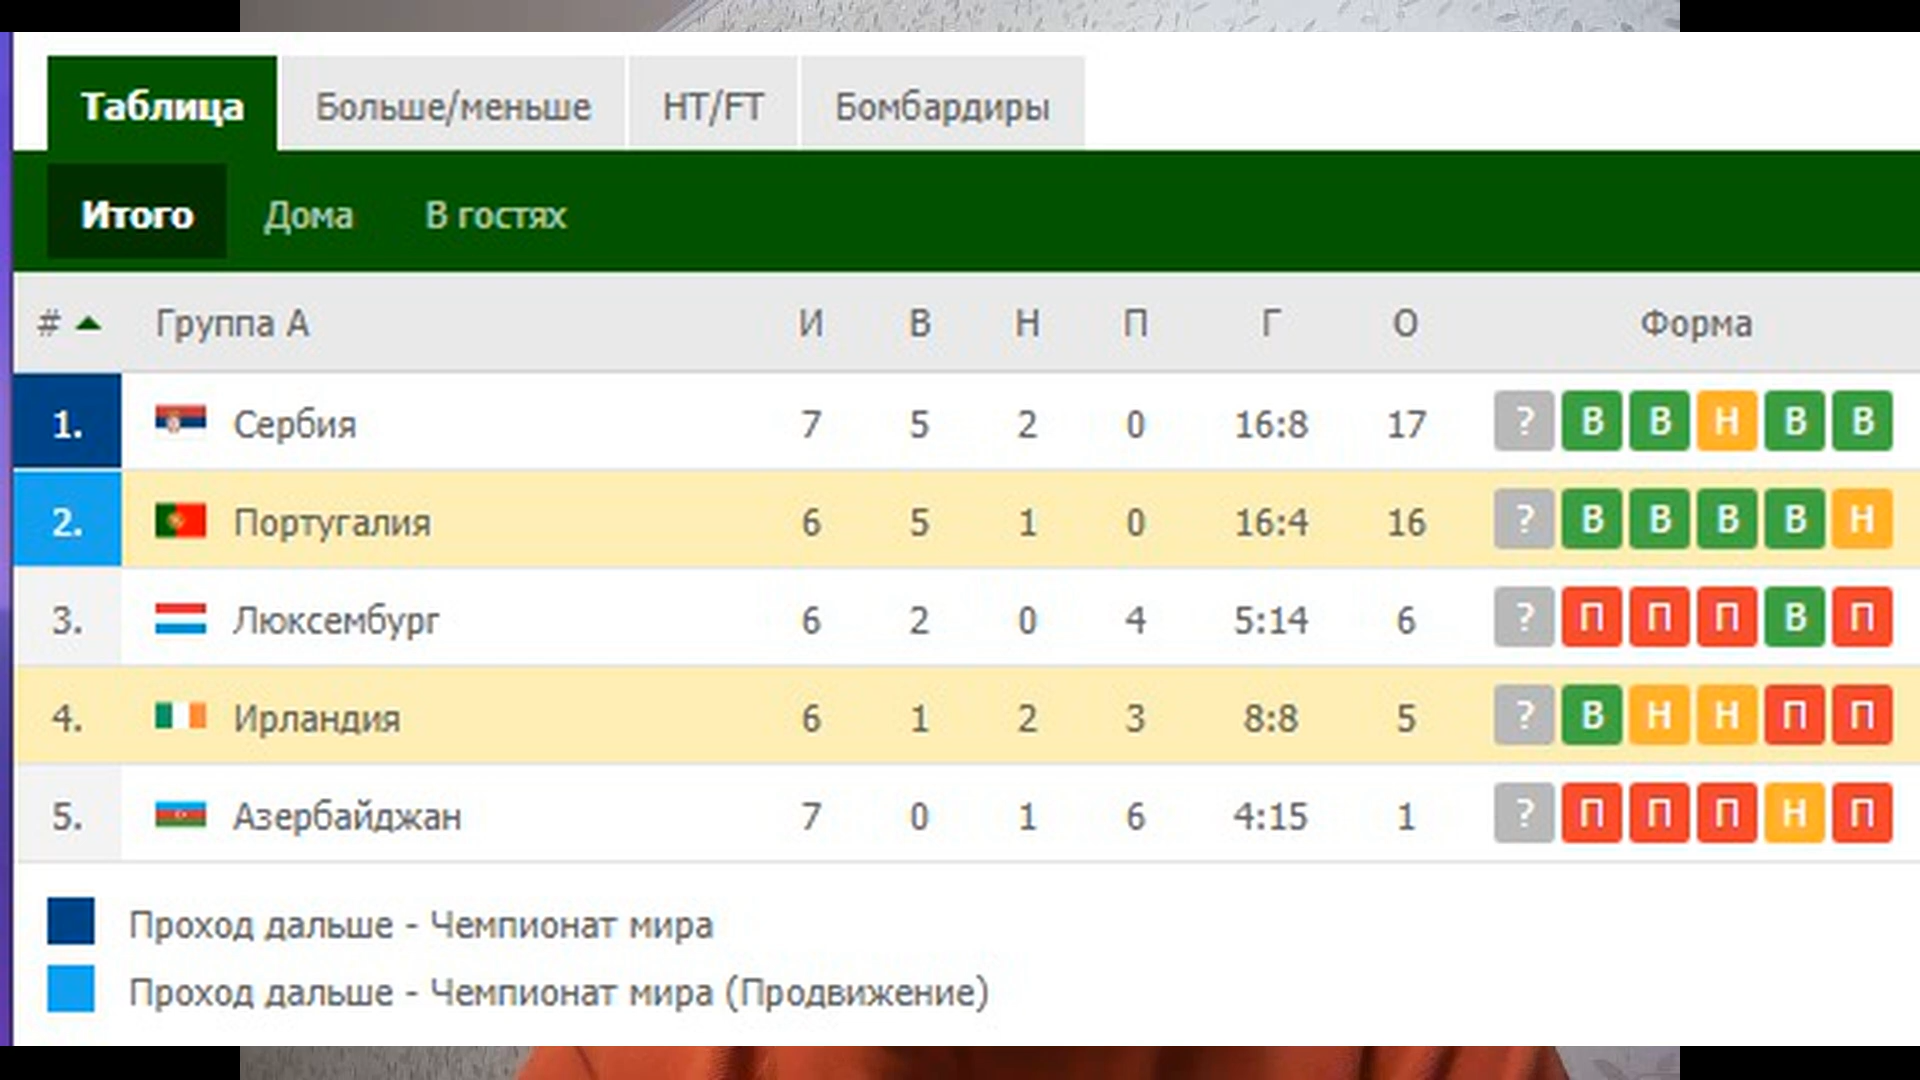 Таблица Больше/меньше HT/FT Бомбардиры
Итого Дома В гостях
# Группа А И В Н П Г О Форма
1. Сербия 7 5 2 0 16:8 17 ? В В Н В В
2. Португалия 6 5 1 0 16:4 16 ? В В В В Н
3. Люксембург 6 2 0 4 5:14 6 ? П П П В П
4. Ирландия 6 1 2 3 8:8 5 ? В Н Н П П
5. Азербайджан 7 0 1 6 4:15 1 ? П П П Н П
Проход дальше - Чемпионат мира
Проход дальше - Чемпионат мира (Продвижение)